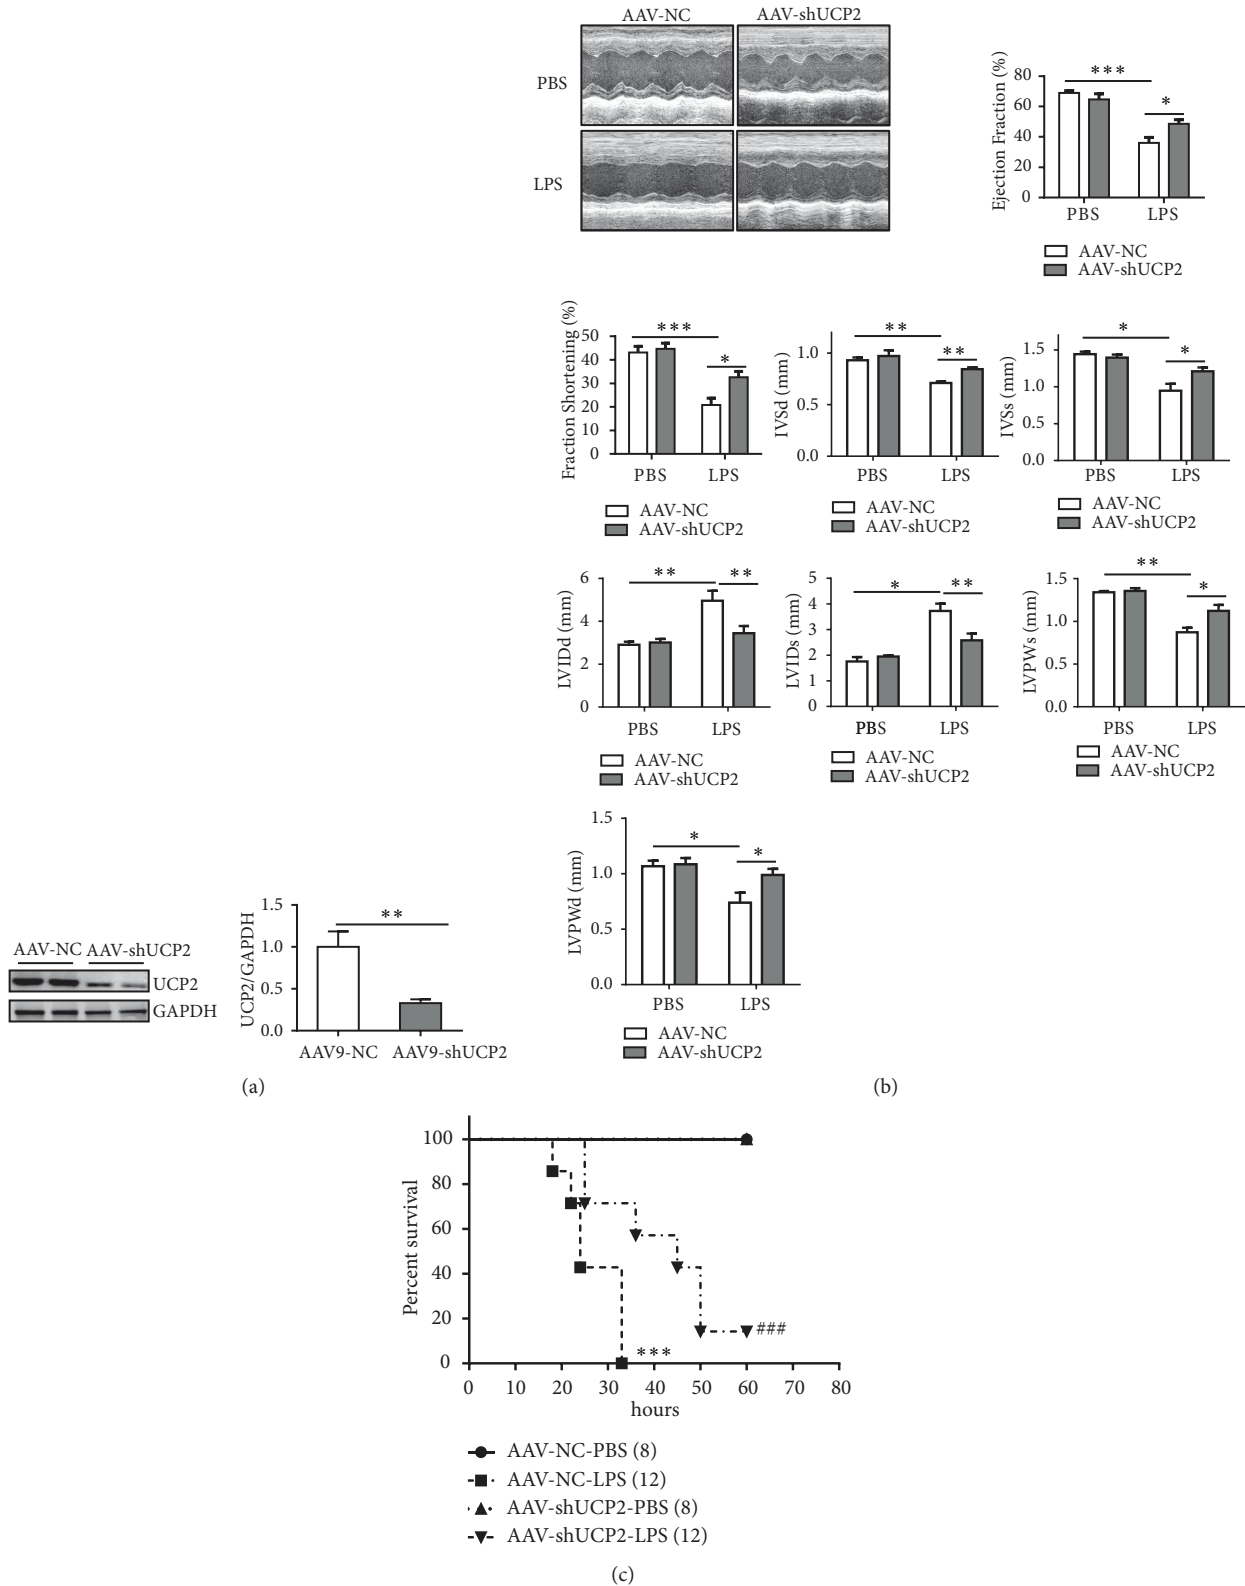 AAV-NC AAV-shUCP2
PBS
LPS
Ejection Fraction (%)
80
60
40
20
0
***
*
PBS LPS
AAV-NC
AAV-shUCP2
Fraction Shortening (%)
50
40
30
20
10
0
***
*
PBS LPS
AAV-NC
AAV-shUCP2
IVSd (mm)
1.0
0.5
0.0
**
**
PBS LPS
AAV-NC
AAV-shUCP2
IVSs (mm)
1.5
1.0
0.5
0.0
*
*
PBS LPS
AAV-NC
AAV-shUCP2
LVIDd (mm)
6
4
2
0
**
**
PBS LPS
AAV-NC
AAV-shUCP2
LVIDs (mm)
5
4
3
2
1
0
*
**
PBS LPS
AAV-NC
AAV-shUCP2
LVPWs (mm)
1.5
1.0
0.5
0.0
**
*
PBS LPS
AAV-NC
AAV-shUCP2
LVPWd (mm)
1.5
1.0
0.5
0.0
*
*
PBS LPS
AAV-NC
AAV-shUCP2
AAV-NC AAV-shUCP2
UCP2
GAPDH
UCP2/GAPDH
1.5
1.0
0.5
0.0
**
AAV9-NC AAV9-shUCP2
(a)
(b)
Percent survival
100
80
60
40
20
0
***
###
0 10 20 30 40 50 60 70 80
hours
AAV-NC-PBS (8)
AAV-NC-LPS (12)
AAV-shUCP2-PBS (8)
AAV-shUCP2-LPS (12)
(c)